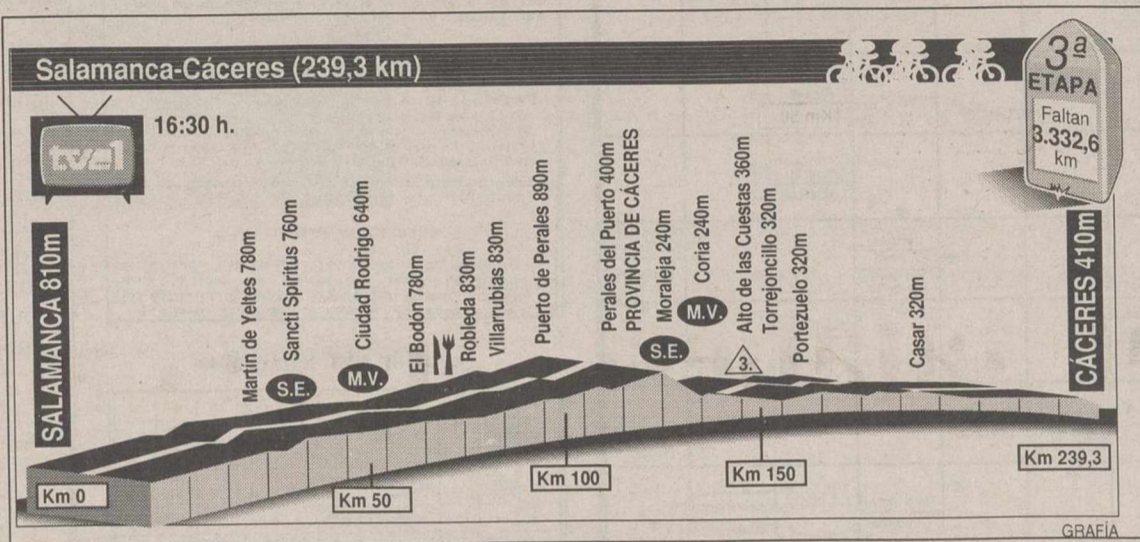 Salamanca-Cáceres (239,3 km)
3ª
ETAPA
Faltan
3.332,6
km
tve1
16:30 h.
SALAMANCA 810m
Martín de Yeltes 780m
Sancti Spiritus 760m
S.E.
Ciudad Rodrigo 640m
M.V.
El Bodón 780m
Robleda 830m
Villarrubias 830m
Puerto de Perales 890m
Perales del Puerto 400m
PROVINCIA DE CÁCERES
Moraleja 240m
S.E.
Coria 240m
M.V.
Alto de las Cuestas 360m
3.
Torrejoncillo 320m
Portezuelo 320m
Casar 320m
CÁCERES 410m
Km 0
Km 50
Km 100
Km 150
Km 239,3
GRAFÍA